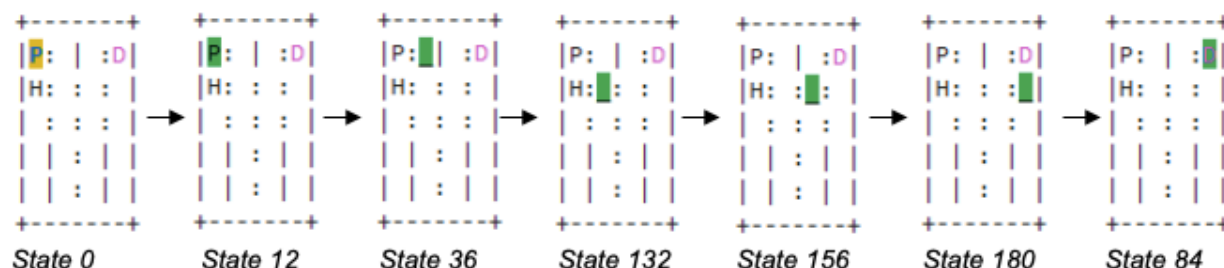 +-------+
|P: | :D|
|H: : : |
| : : : |
| | : | |
| | : | |
+-------+
State 0
+-------+
|P: | :D|
|H: : : |
| : : : |
| | : | |
| | : | |
+-------+
State 12
+-------+
|P:_| :D|
|H: : : |
| : : : |
| | : | |
| | : | |
+-------+
State 36
+-------+
|P: | :D|
|H:_: : |
| : : : |
| | : | |
| | : | |
+-------+
State 132
+-------+
|P: | :D|
|H: :_: |
| : : : |
| | : | |
| | : | |
+-------+
State 156
+-------+
|P: | :D|
|H: : :_|
| : : : |
| | : | |
| | : | |
+-------+
State 180
+-------+
|P: | :D|
|H: : : |
| : : : |
| | : | |
| | : | |
+-------+
State 84